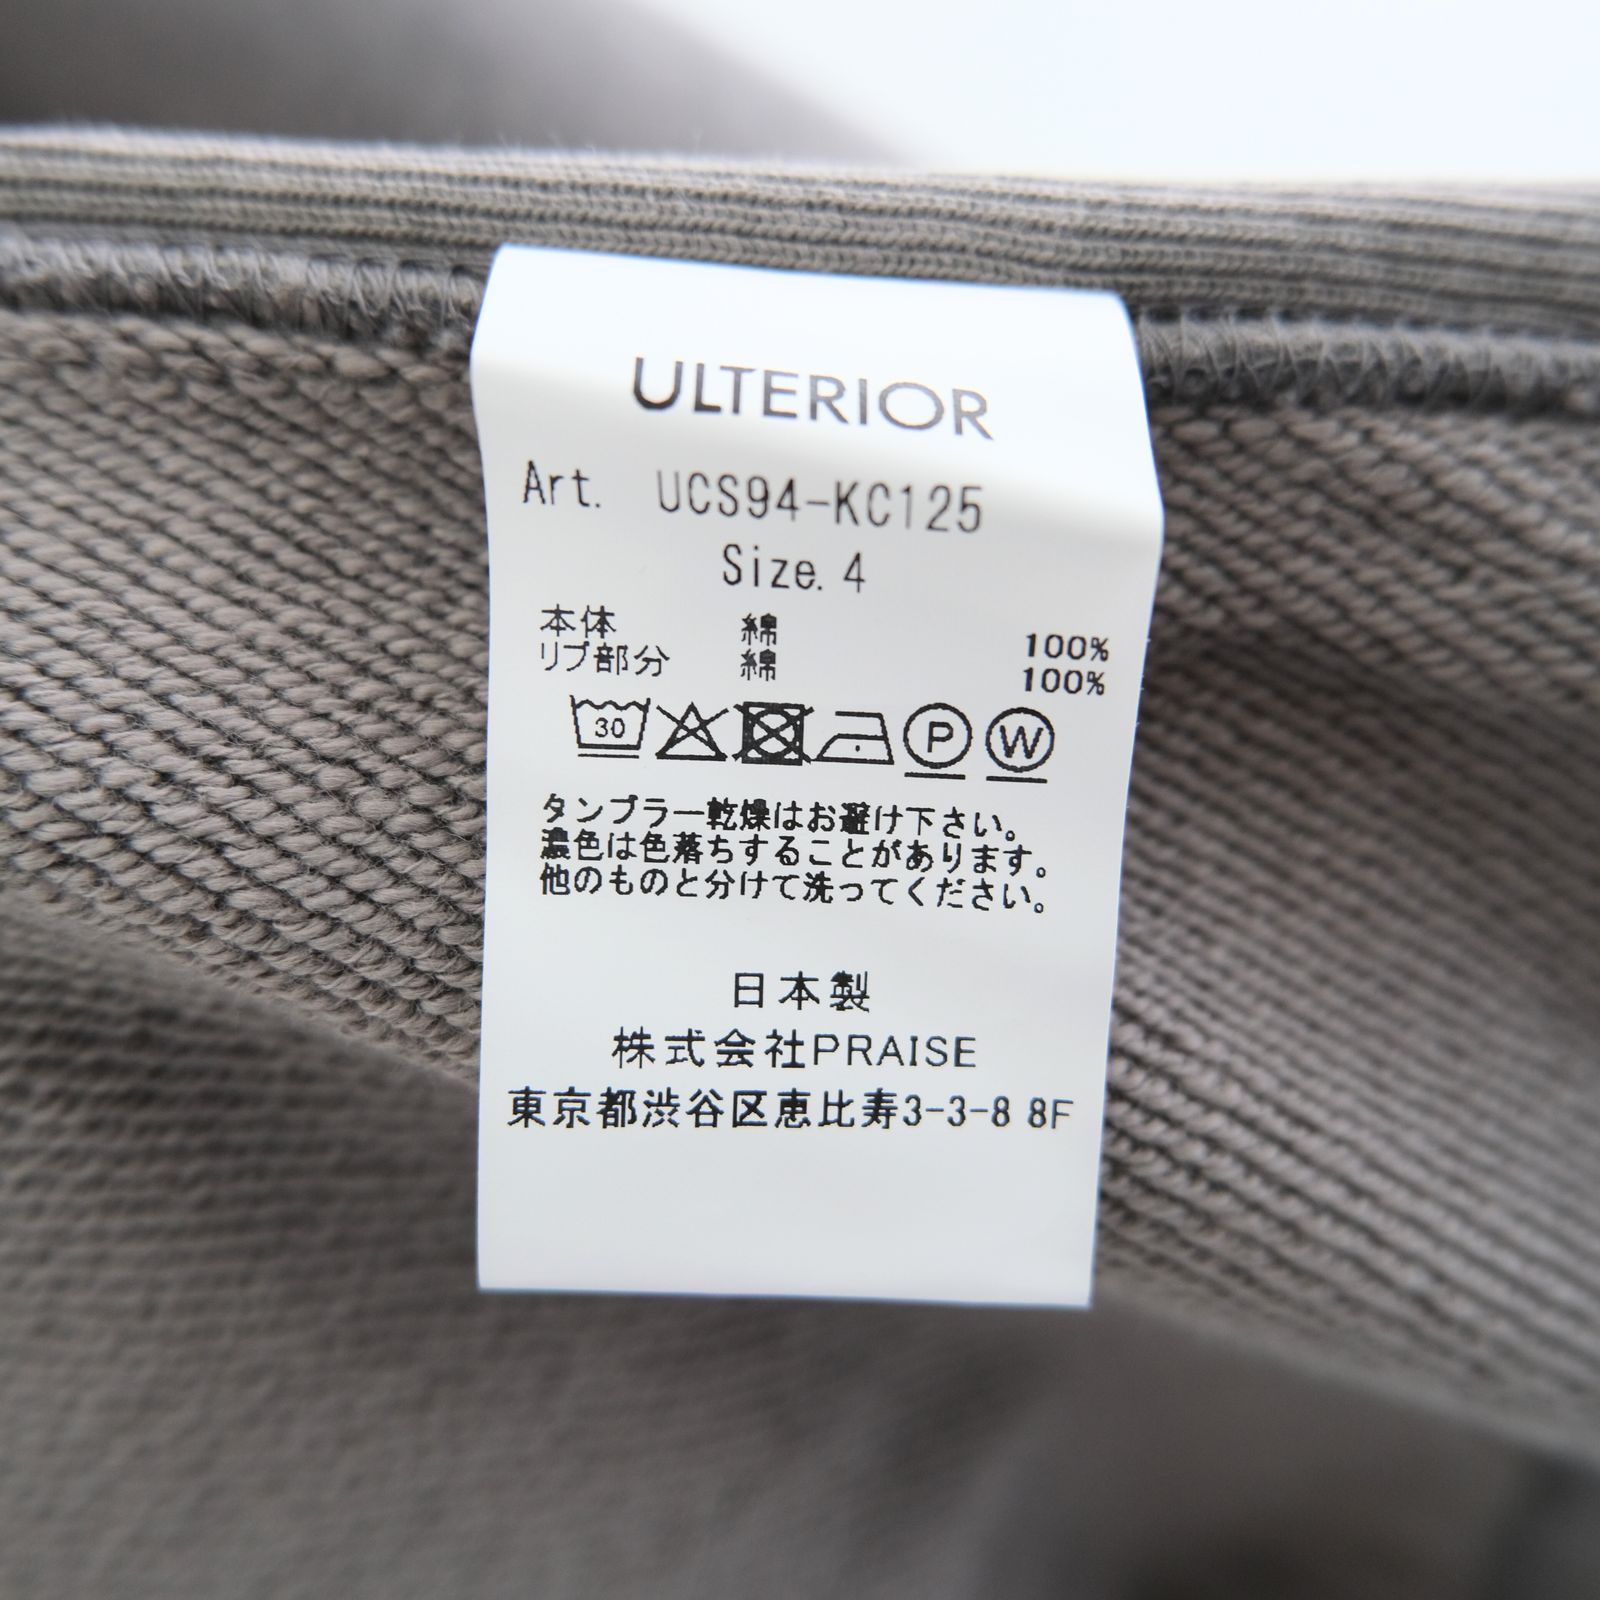 ULTERIOR
Art. UCS94-KC125
Size. 4
本体 綿 100%
リブ部分 綿 100%
30 P W
タンブラー乾燥はお避け下さい。
濃色は色落ちすることがあります。
他のものと分けて洗ってください。
日本製
株式会社PRAISE
東京都渋谷区恵比寿3-3-8 8F